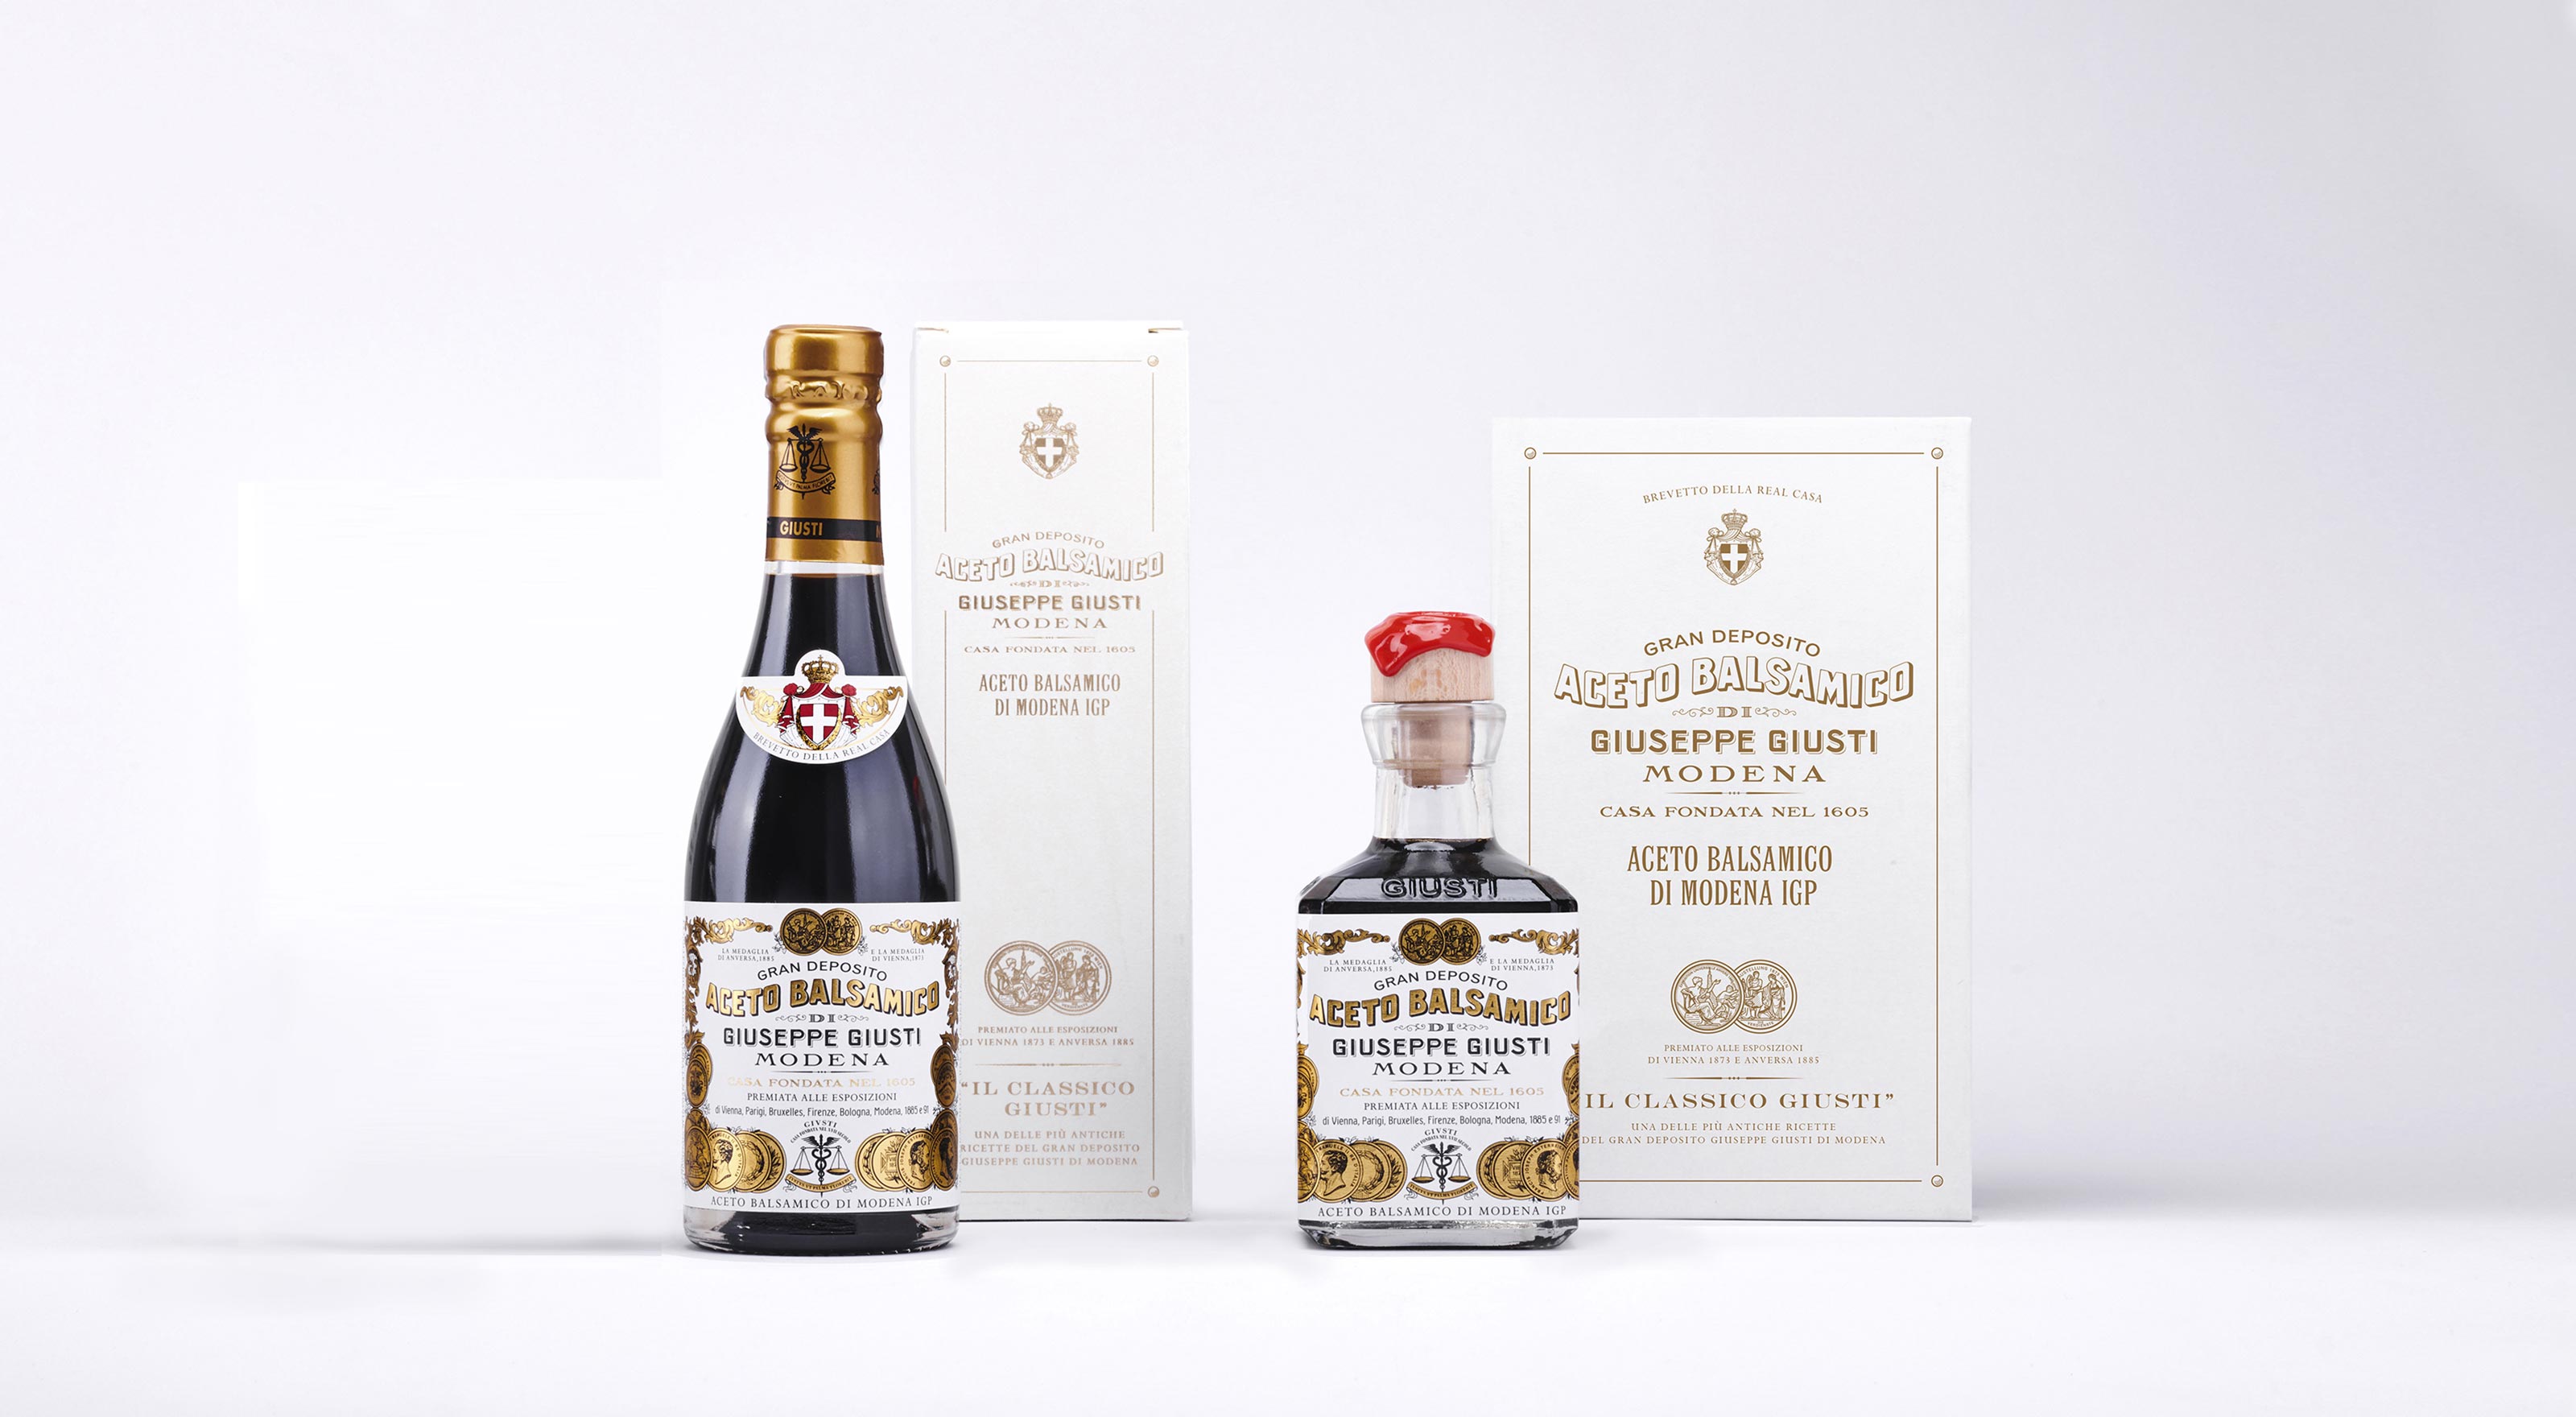 GIUSTI
BREVETTO DELLA REAL CASA
LA MEDAGLIA
DI ANVERSA, 1885
E LA MEDAGLIA
DI VIENNA, 1873
GRAN DEPOSITO
ACETO BALSAMICO
DI
GIUSEPPE GIUSTI
MODENA
CASA FONDATA NEL 1605
PREMIATA ALLE ESPOSIZIONI
di Vienna, Parigi, Bruxelles, Firenze, Bologna, Modena, 1885 e 91
GIVSTI
ACETO BALSAMICO DI MODENA IGP
GRAN DEPOSITO
ACETO BALSAMICO
DI
GIUSEPPE GIUSTI
MODENA
CASA FONDATA NEL 1605
ACETO BALSAMICO
DI MODENA IGP
PREMIATO ALLE ESPOSIZIONI
DI VIENNA 1873 E ANVERSA 1885
"IL CLASSICO
GIUSTI"
UNA DELLE PIÙ ANTICHE
RICETTE DEL GRAN DEPOSITO
GIUSEPPE GIUSTI DI MODENA
GIUSTI
LA MEDAGLIA
DI ANVERSA, 1885
E LA MEDAGLIA
DI VIENNA, 1873
GRAN DEPOSITO
ACETO BALSAMICO
DI
GIUSEPPE GIUSTI
MODENA
CASA FONDATA NEL 1605
PREMIATA ALLE ESPOSIZIONI
di Vienna, Parigi, Bruxelles, Firenze, Bologna, Modena, 1885 e 91
GIVSTI
ACETO BALSAMICO DI MODENA IGP
BREVETTO DELLA REAL CASA
GRAN DEPOSITO
ACETO BALSAMICO
DI
GIUSEPPE GIUSTI
MODENA
CASA FONDATA NEL 1605
ACETO BALSAMICO
DI MODENA IGP
PREMIATO ALLE ESPOSIZIONI
DI VIENNA 1873 E ANVERSA 1885
IL CLASSICO GIUSTI"
UNA DELLE PIÙ ANTICHE RICETTE
DEL GRAN DEPOSITO GIUSEPPE GIUSTI DI MODENA